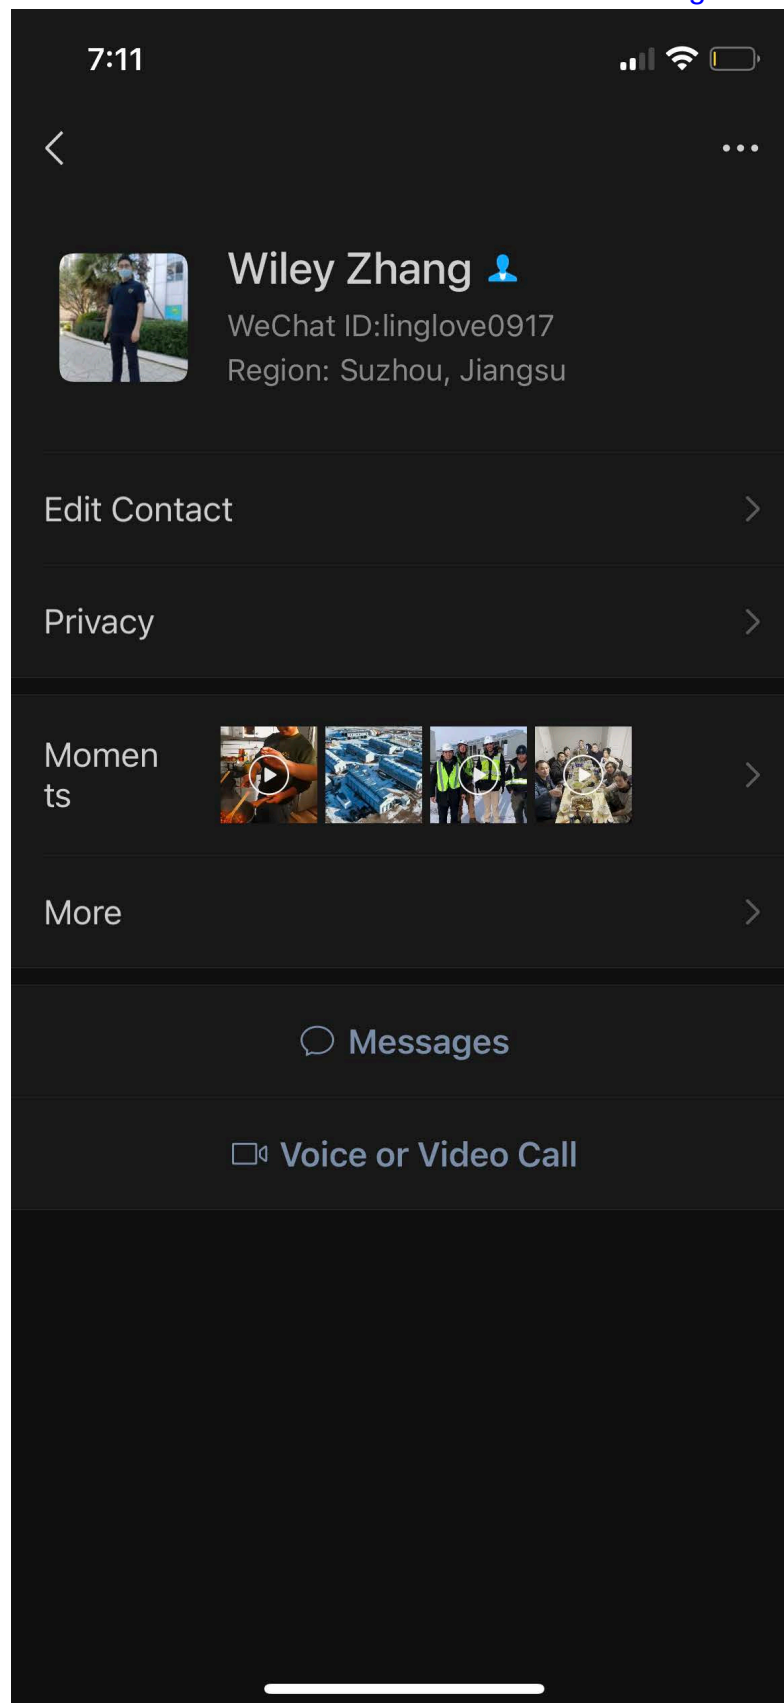 7:11
Wiley Zhang
WeChat ID:linglove0917
Region: Suzhou, Jiangsu
Edit Contact
Privacy
Momen
ts
More
Messages
Voice or Video Call